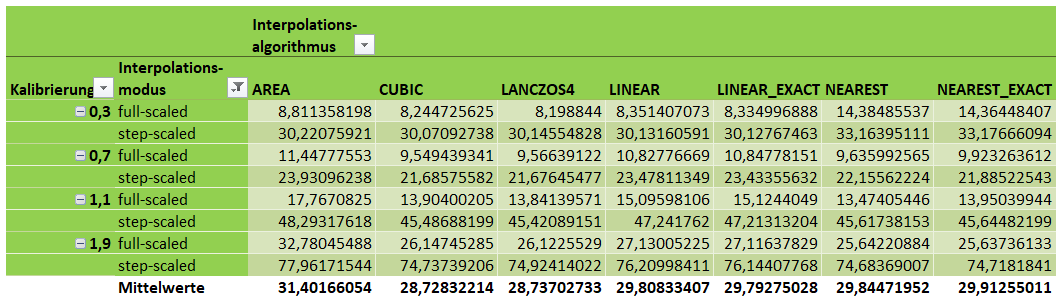 Interpolations-
algorithmus
Kalibrierung Interpolations-
modus AREA CUBIC LANCZOS4 LINEAR LINEAR_EXACT NEAREST NEAREST_EXACT
0,3 full-scaled 8,811358198 8,244725625 8,198844 8,351407073 8,334996888 14,38485537 14,36448407
step-scaled 30,22075921 30,07092738 30,14554828 30,13160591 30,12767463 33,16395111 33,17666094
0,7 full-scaled 11,44777553 9,549439341 9,56639122 10,82776669 10,84778151 9,635992565 9,923263612
step-scaled 23,93096238 21,68575582 21,67645477 23,47811349 23,43355632 22,15562224 21,88522543
1,1 full-scaled 17,7670825 13,90400205 13,84139571 15,09598106 15,1244049 13,47405446 13,95039944
step-scaled 48,29317618 45,48688199 45,42089151 47,241762 47,21313204 45,61738153 45,64482199
1,9 full-scaled 32,78045488 26,14745285 26,1225529 27,13005225 27,11637829 25,64220884 25,63736133
step-scaled 77,96171544 74,73739206 74,92414022 76,20998411 76,14407768 74,68369007 74,7181841
Mittelwerte 31,40166054 28,72832214 28,73702733 29,80833407 29,79275028 29,84471952 29,91255011